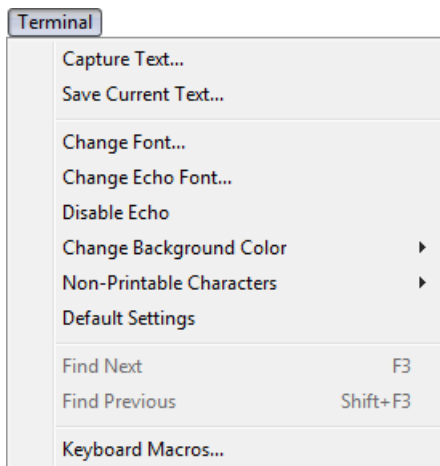 Terminal
Capture Text...
Save Current Text...
Change Font...
Change Echo Font...
Disable Echo
Change Background Color
Non-Printable Characters
Default Settings
Find Next F3
Find Previous Shift+F3
Keyboard Macros...